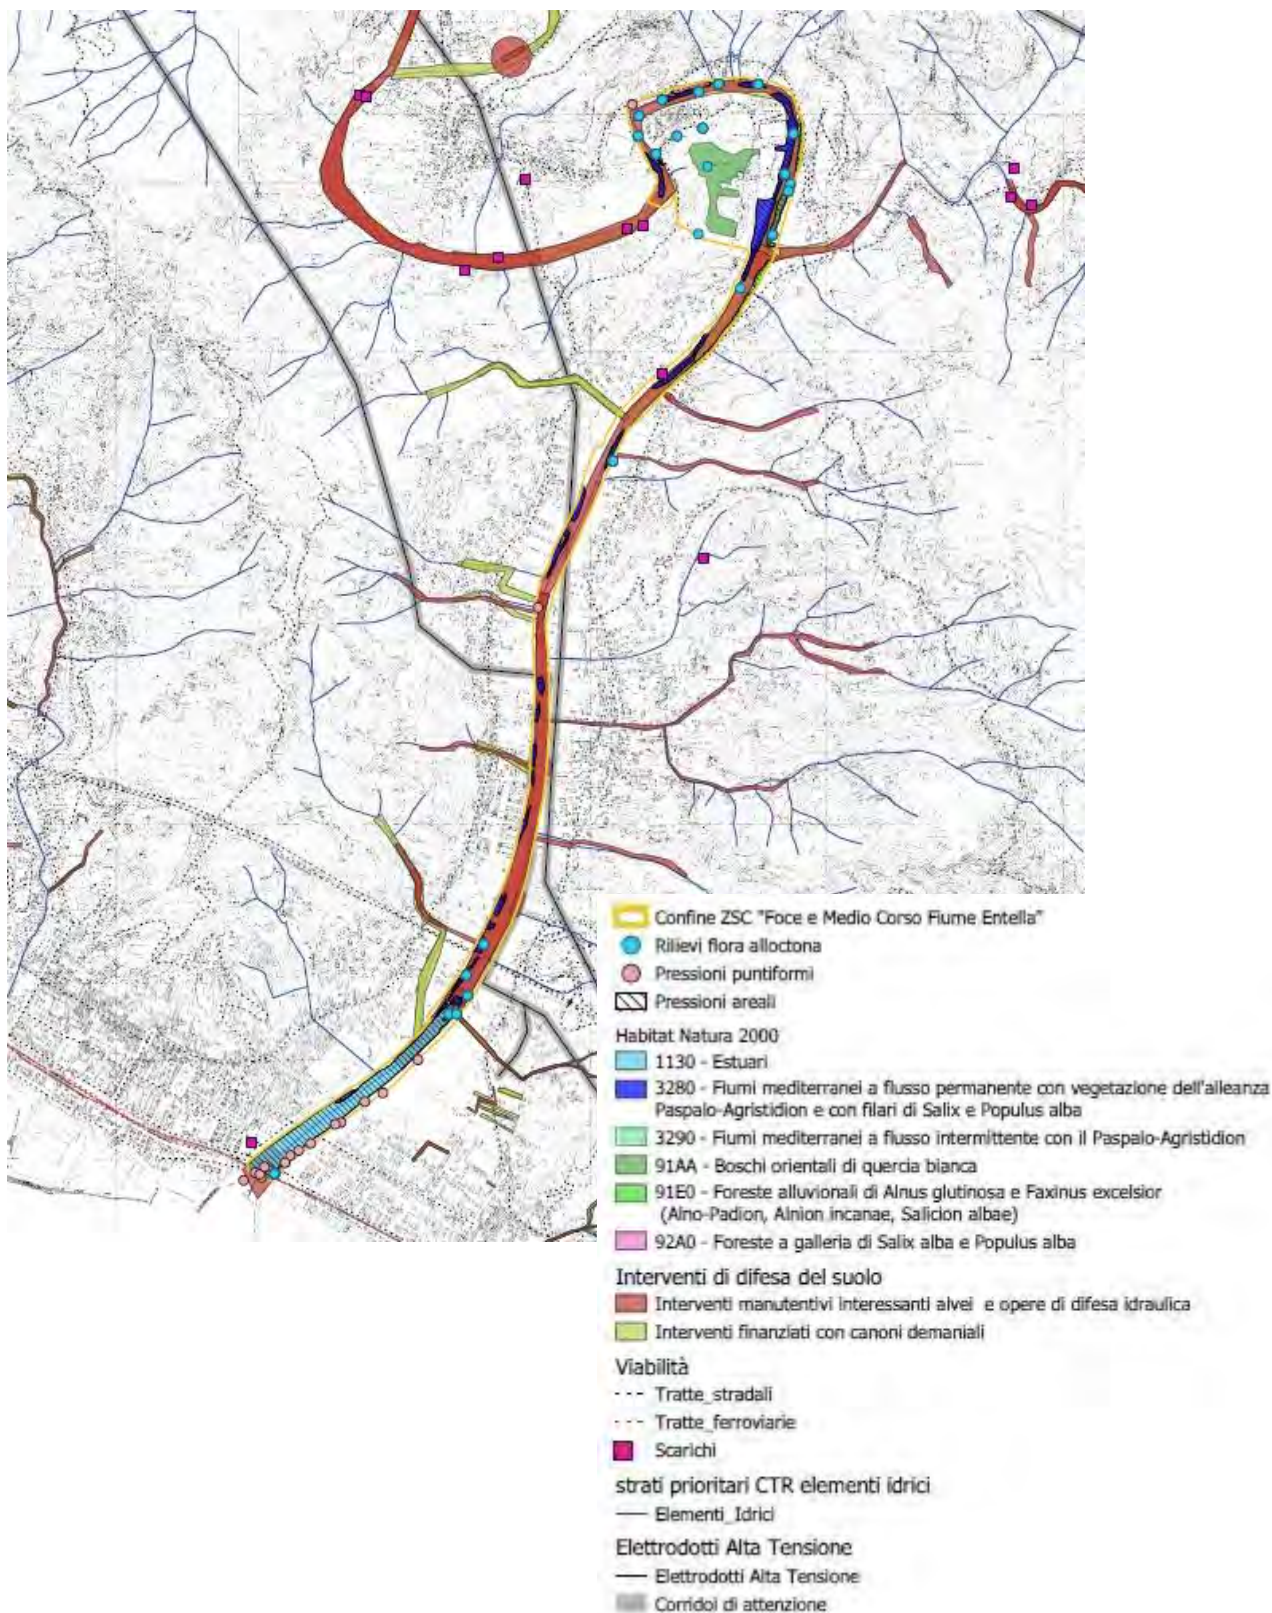 Confine ZSC "Foce e Medio Corso Fiume Entella"
Rilievi flora alloctona
Pressioni puntiformi
Pressioni areali
Habitat Natura 2000
1130 - Estuari
3280 - Fiumi mediterranei a flusso permanente con vegetazione dell'alleanza
Paspalo-Agristidion e con filari di Salix e Populus alba
3290 - Fiumi mediterranei a flusso intermittente con il Paspalo-Agristidion
91AA - Boschi orientali di quercia bianca
91E0 - Foreste alluvionali di Alnus glutinosa e Faxinus excelsior
(Alno-Padion, Alnion incanae, Salicion albae)
92A0 - Foreste a galleria di Salix alba e Populus alba
Interventi di difesa del suolo
Interventi manutentivi interessanti alvei e opere di difesa idraulica
Interventi finanziati con canoni demaniali
Viabilità
Tratte_stradali
Tratte_ferroviarie
Scarichi
strati prioritari CTR elementi idrici
Elementi_Idrici
Elettrodotti Alta Tensione
Elettrodotti Alta Tensione
Corridoi di attenzione